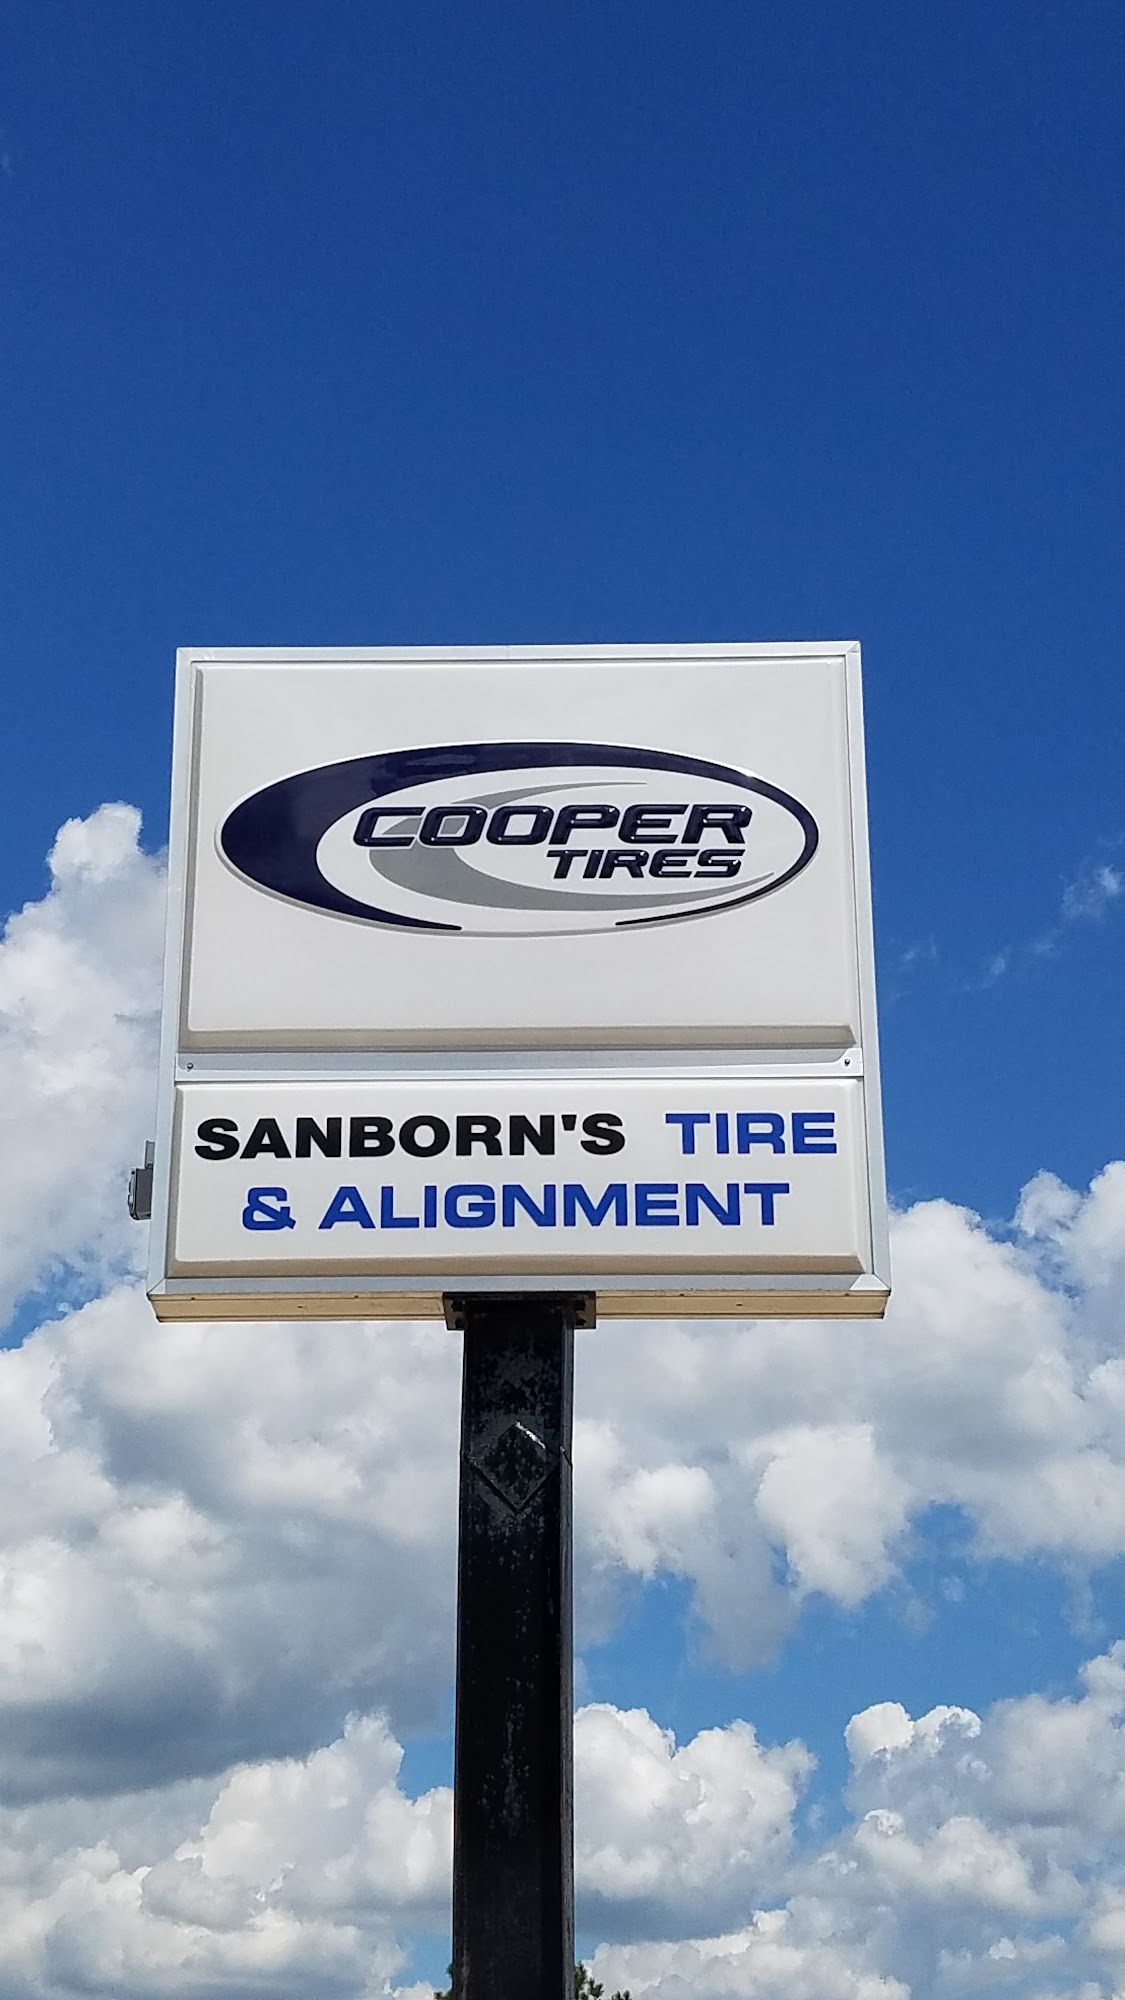 COOPER
TIRES
SANBORN'S TIRE
& ALIGNMENT